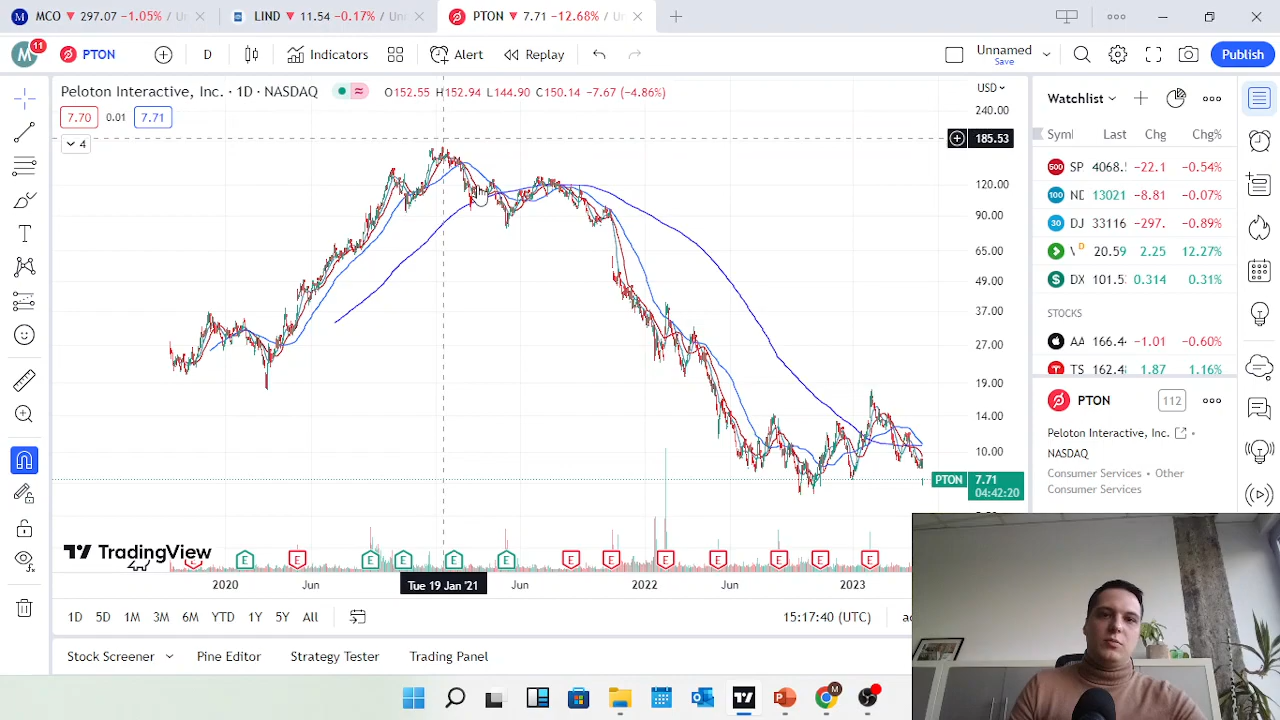 MCO ▼ 297.07 -1.05% / Un
LIND ▼ 11.54 -0.17% / Un
PTON ▼ 7.71 -12.68% / U
M 11 PTON D Indicators Alert Replay Unnamed Save Publish
Peloton Interactive, Inc. · 1D · NASDAQ O152.55 H152.94 L144.90 C150.14 -7.67 (-4.86%) USD
7.70 0.01 7.71
4
240.00
185.53
120.00
90.00
65.00
49.00
37.00
27.00
19.00
14.00
10.00
PTON 7.71
04:42:20
TradingView
E E E E E E E E E E E E E E
2020 Jun Tue 19 Jan '21 Jun 2022 Jun 2023
1D 5D 1M 3M 6M YTD 1Y 5Y All 15:17:40 (UTC)
Stock Screener Pine Editor Strategy Tester Trading Panel
Watchlist
Symb Last Chg Chg%
500 SP 4068. -22.1 -0.54%
100 ND 13021 -8.81 -0.07%
30 DJ 33116 -297. -0.89%
V D 20.59 2.25 12.27%
DX 101.5 0.314 0.31%
STOCKS
AA 166.4 -1.01 -0.60%
TS 162.4 1.87 1.16%
PTON 112
Peloton Interactive, Inc.
NASDAQ
Consumer Services • Other
Consumer Services